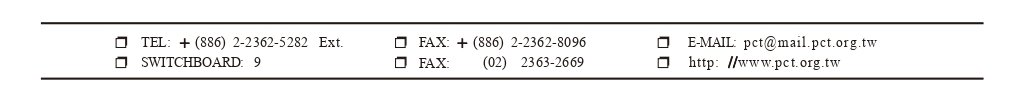 ❐ TEL: +(886) 2-2362-5282 Ext. ❐ FAX: +(886) 2-2362-8096 ❐ E-MAIL: pct@mail.pct.org.tw
❐ SWITCHBOARD: 9 ❐ FAX: (02) 2363-2669 ❐ http: //www.pct.org.tw